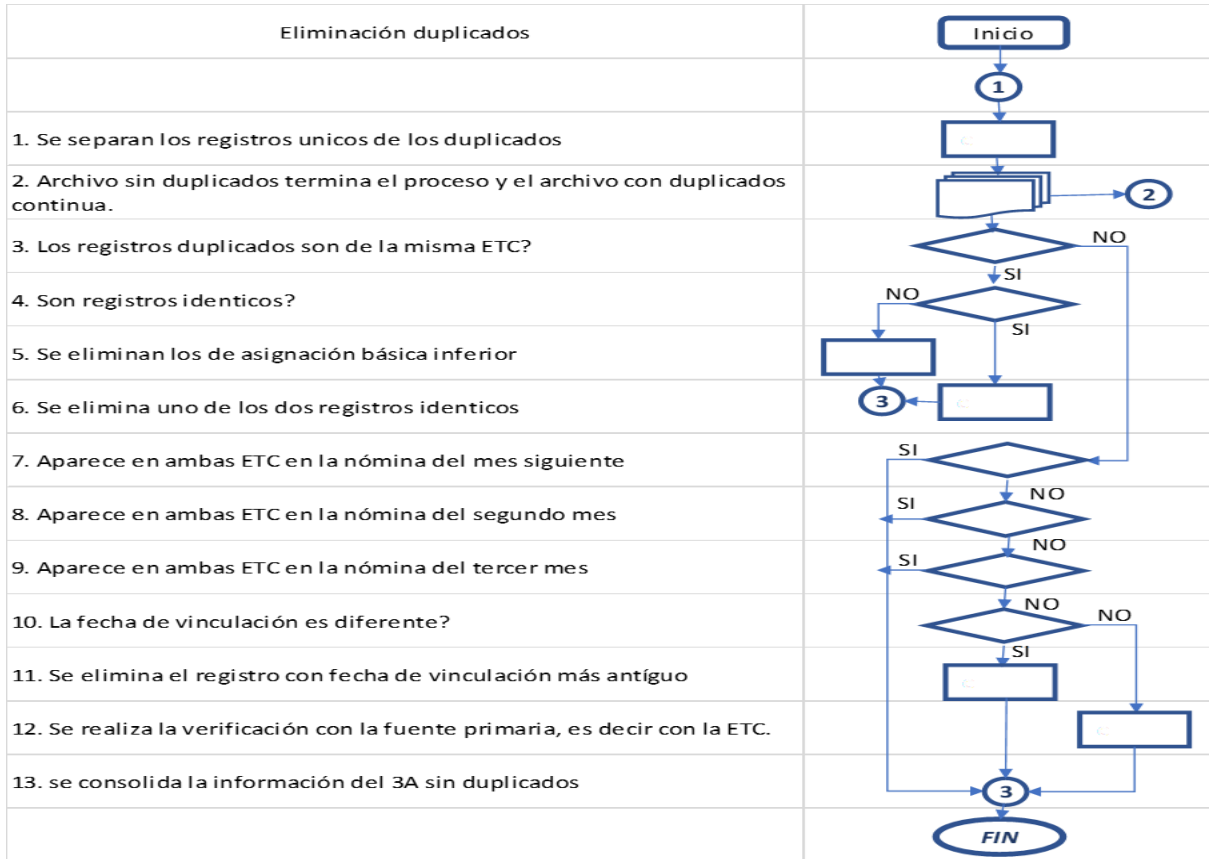 Eliminación duplicados
Inicio
1
1. Se separan los registros unicos de los duplicados
2. Archivo sin duplicados termina el proceso y el archivo con duplicados
continua.
2
3. Los registros duplicados son de la misma ETC?
NO
SI
4. Son registros identicos?
NO
SI
5. Se eliminan los de asignación básica inferior
6. Se elimina uno de los dos registros identicos
3
7. Aparece en ambas ETC en la nómina del mes siguiente
SI
NO
8. Aparece en ambas ETC en la nómina del segundo mes
SI
NO
9. Aparece en ambas ETC en la nómina del tercer mes
SI
NO
10. La fecha de vinculación es diferente?
NO
SI
11. Se elimina el registro con fecha de vinculación más antíguo
12. Se realiza la verificación con la fuente primaria, es decir con la ETC.
13. se consolida la información del 3A sin duplicados
3
FIN